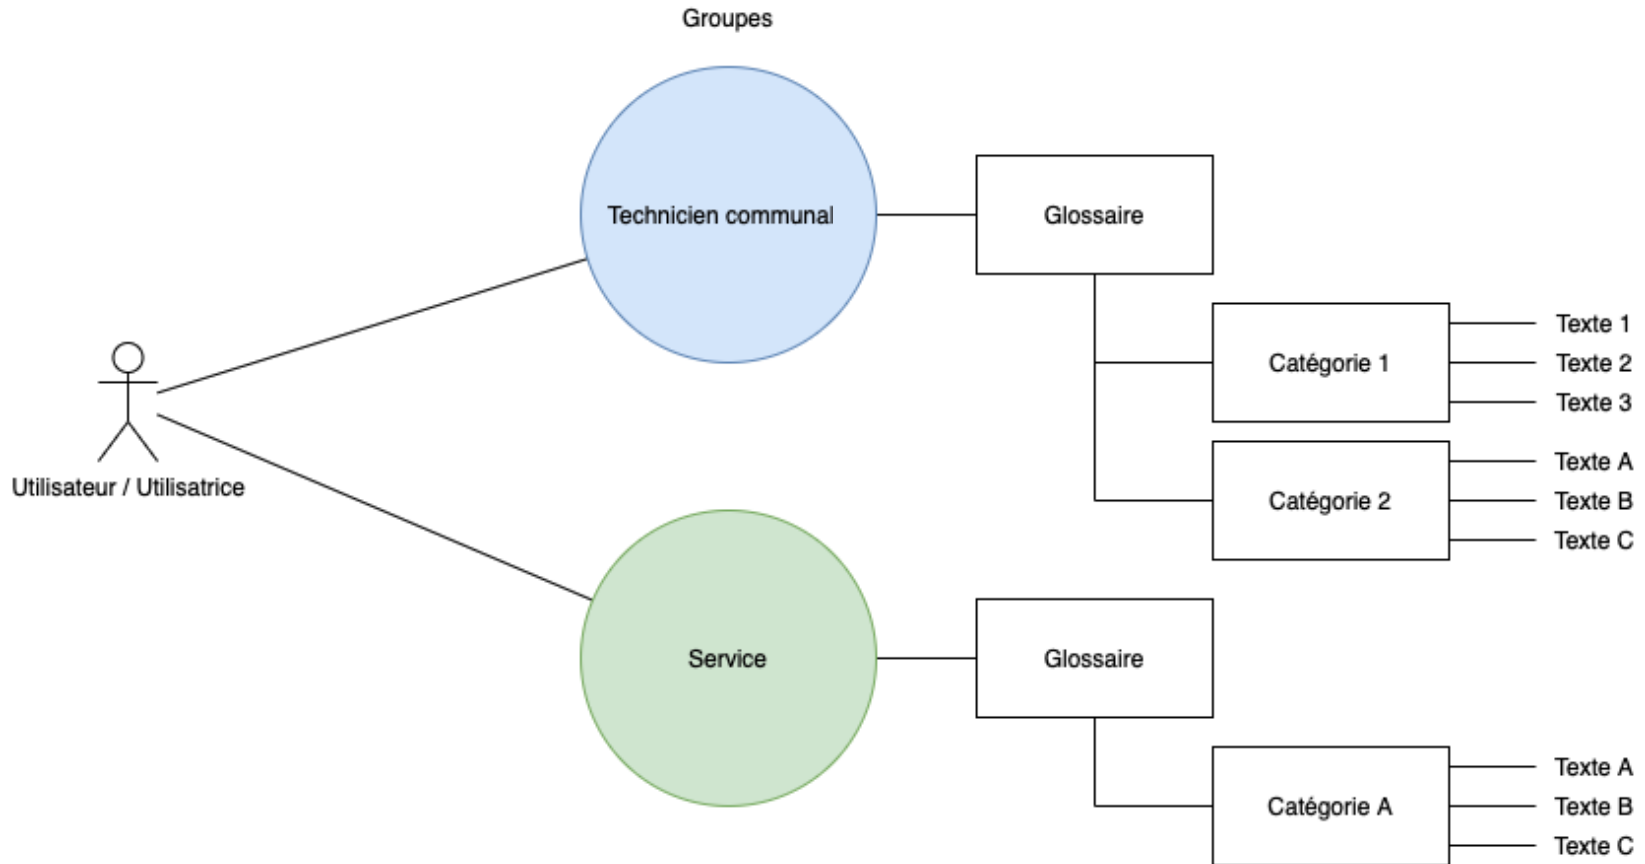 Groupes
Technicien communal
Glossaire
Catégorie 1
Texte 1
Texte 2
Texte 3
Catégorie 2
Texte A
Texte B
Texte C
Utilisateur / Utilisatrice
Service
Glossaire
Catégorie A
Texte A
Texte B
Texte C